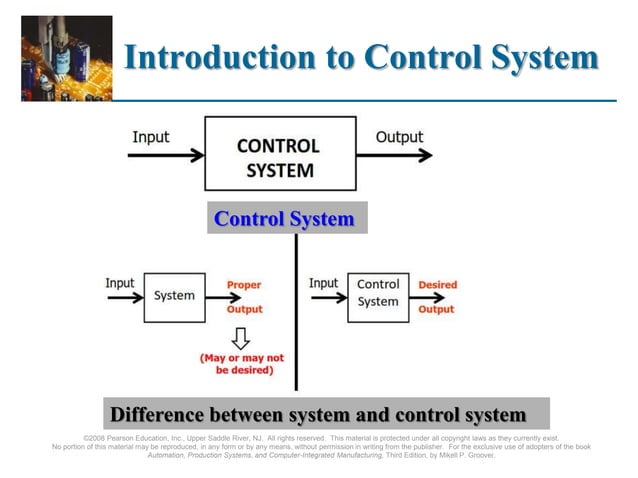 Introduction to Control System
Input
CONTROL
SYSTEM
Output
Control System
Input
System
Proper
Output
(May or may not
be desired)
Input
Control
System
Desired
Output
Difference between system and control system
©2008 Pearson Education, Inc., Upper Saddle River, NJ. All rights reserved. This material is protected under all copyright laws as they currently exist.
No portion of this material may be reproduced, in any form or by any means, without permission in writing from the publisher. For the exclusive use of adopters of the book
Automation, Production Systems, and Computer-Integrated Manufacturing, Third Edition, by Mikell P. Groover.